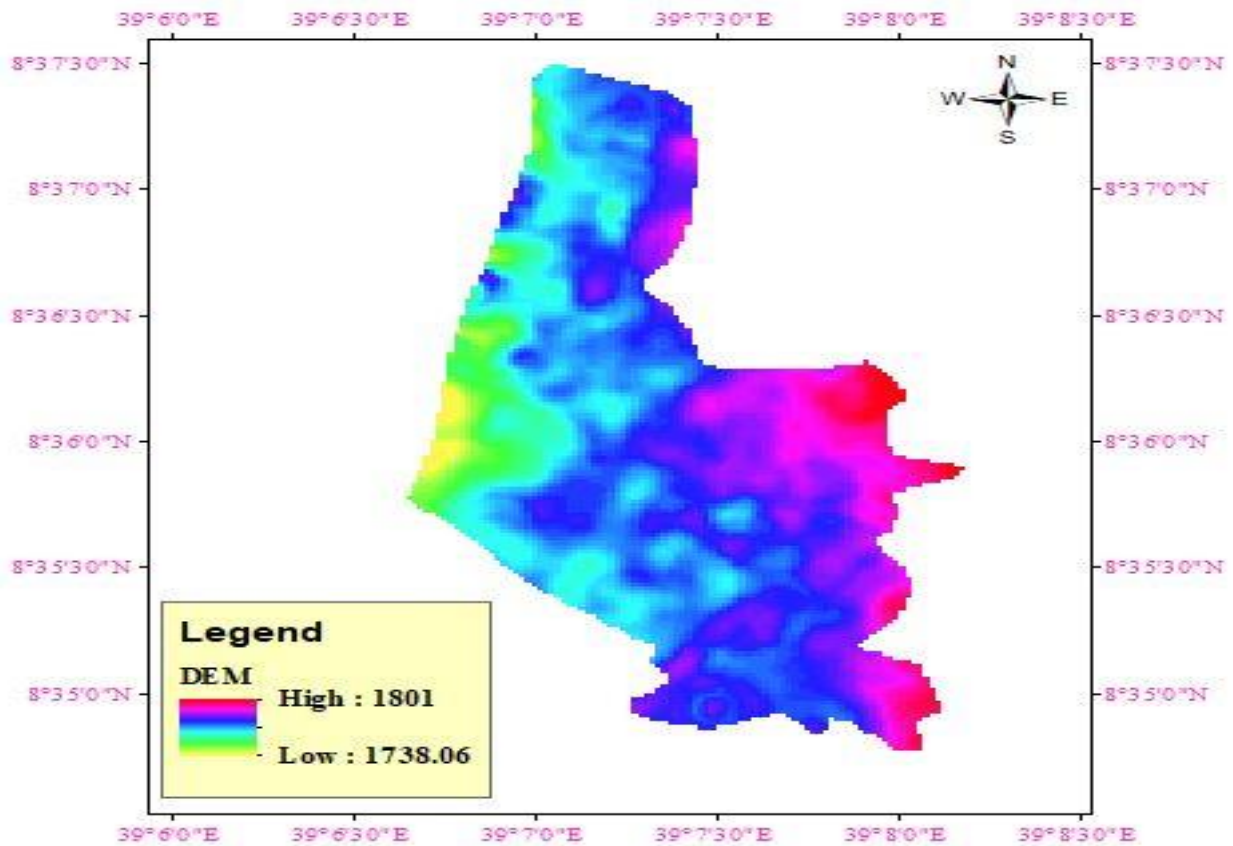 39°6'0"E 39°6'30"E 39°7'0"E 39°7'30"E 39°8'0"E 39°8'30"E
8°37'30"N 8°37'30"N
N
W E
S
8°37'0"N 8°37'0"N
8°36'30"N 8°36'30"N
8°36'0"N 8°36'0"N
8°35'30"N 8°35'30"N
Legend
DEM
High : 1801
8°35'0"N 8°35'0"N
Low : 1738.06
39°6'0"E 39°6'30"E 39°7'0"E 39°7'30"E 39°8'0"E 39°8'30"E